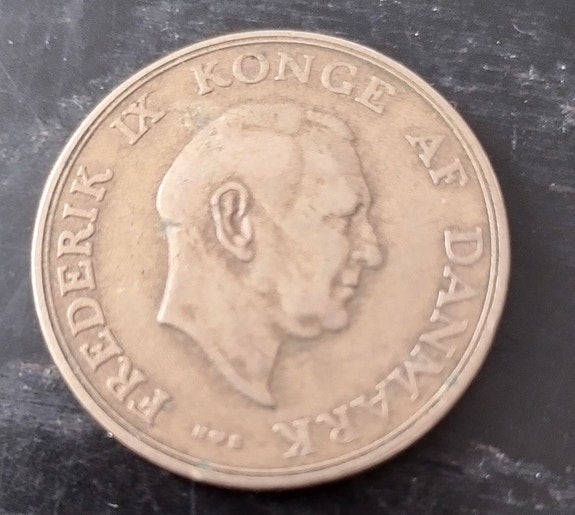 FREDERIK IX KONGE AF DANMARK